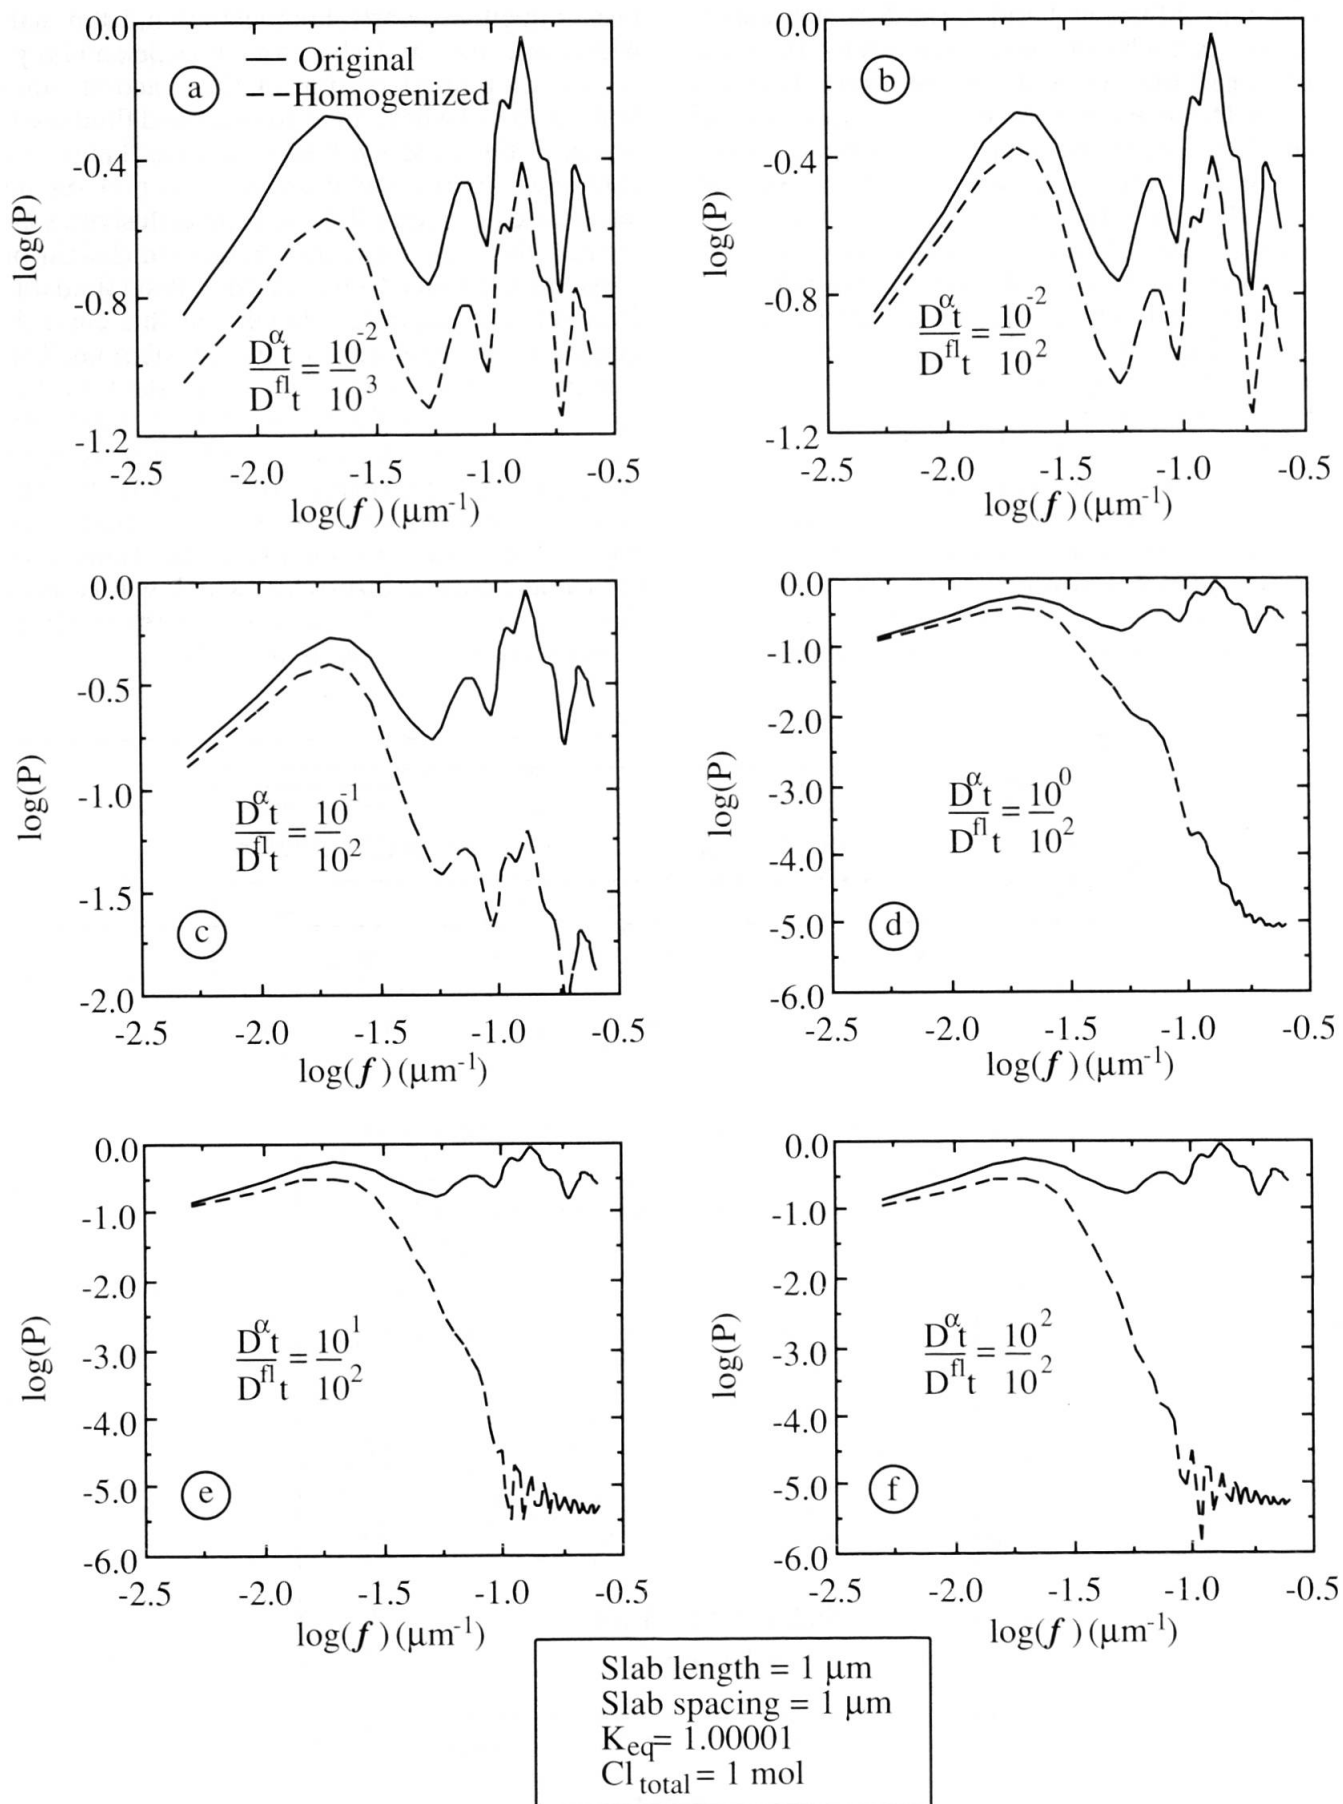 a
— Original
--Homogenized
0.0
-0.4
-0.8
-1.2
log(P)
D^α t / D^fl t = 10^-2 / 10^3
-2.5 -2.0 -1.5 -1.0 -0.5
log(f) (μm^-1)
b
0.0
-0.4
-0.8
-1.2
log(P)
D^α t / D^fl t = 10^-2 / 10^2
-2.5 -2.0 -1.5 -1.0 -0.5
log(f) (μm^-1)
c
0.0
-0.5
-1.0
-1.5
-2.0
log(P)
D^α t / D^fl t = 10^-1 / 10^2
-2.5 -2.0 -1.5 -1.0 -0.5
log(f) (μm^-1)
d
0.0
-1.0
-2.0
-3.0
-4.0
-5.0
-6.0
log(P)
D^α t / D^fl t = 10^0 / 10^2
-2.5 -2.0 -1.5 -1.0 -0.5
log(f) (μm^-1)
e
0.0
-1.0
-2.0
-3.0
-4.0
-5.0
-6.0
log(P)
D^α t / D^fl t = 10^1 / 10^2
-2.5 -2.0 -1.5 -1.0 -0.5
log(f) (μm^-1)
f
0.0
-1.0
-2.0
-3.0
-4.0
-5.0
-6.0
log(P)
D^α t / D^fl t = 10^2 / 10^2
-2.5 -2.0 -1.5 -1.0 -0.5
log(f) (μm^-1)
Slab length = 1 μm
Slab spacing = 1 μm
K_eq = 1.00001
Cl_total = 1 mol